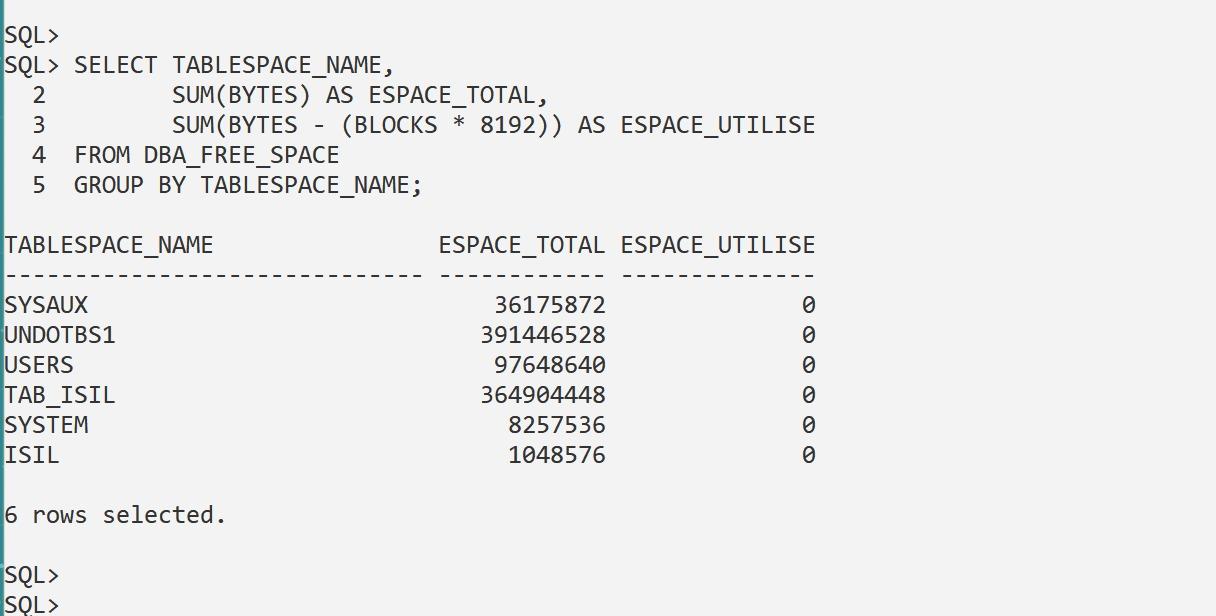 SQL>
SQL> SELECT TABLESPACE_NAME,
  2         SUM(BYTES) AS ESPACE_TOTAL,
  3         SUM(BYTES - (BLOCKS * 8192)) AS ESPACE_UTILISE
  4  FROM DBA_FREE_SPACE
  5  GROUP BY TABLESPACE_NAME;
TABLESPACE_NAME                ESPACE_TOTAL ESPACE_UTILISE
------------------------------ ------------ --------------
SYSAUX                             36175872              0
UNDOTBS1                          391446528              0
USERS                              97648640              0
TAB_ISIL                          364904448              0
SYSTEM                              8257536              0
ISIL                                1048576              0
6 rows selected.
SQL>
SQL>